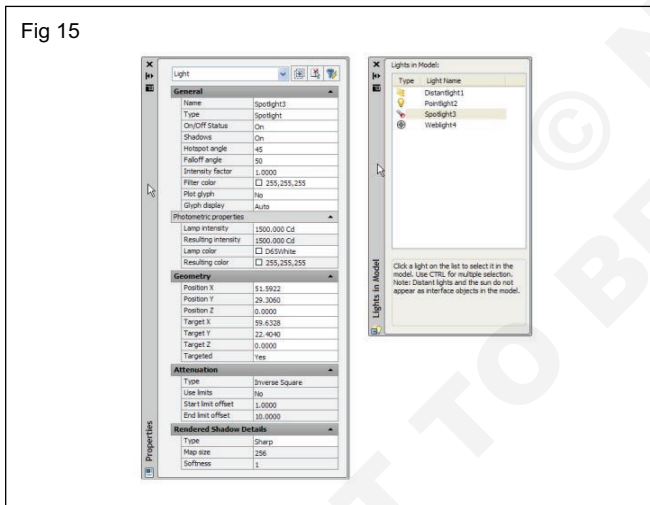 Fig 15
Light
General
Name Spotlight3
Type Spotlight
On/Off Status On
Shadows On
Hotspot angle 45
Falloff angle 50
Intensity factor 1.0000
Filter color 255,255,255
Plot glyph No
Glyph display Auto
Photometric properties
Lamp intensity 1500.000 Cd
Resulting intensity 1500.000 Cd
Lamp color D65White
Resulting color 255,255,255
Geometry
Position X 51.5922
Position Y 29.3060
Position Z 0.0000
Target X 59.6328
Target Y 22.4040
Target Z 0.0000
Targeted Yes
Attenuation
Type Inverse Square
Use limits No
Start limit offset 1.0000
End limit offset 10.0000
Rendered Shadow Details
Type Sharp
Map size 256
Softness 1
Properties
Lights in Model:
Type Light Name
Distantlight1
Pointlight2
Spotlight3
Weblight4
Click a light on the list to select it in the
model. Use CTRL for multiple selection.
Note: Distant lights and the sun do not
appear as interface objects in the model.
Lights in Model
© N
TO B